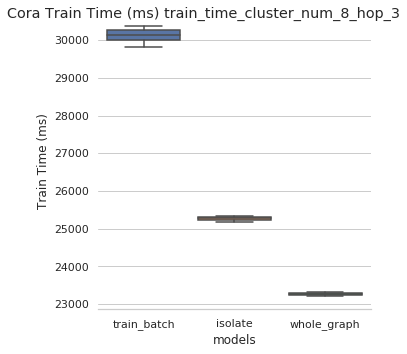 Cora Train Time (ms) train_time_cluster_num_8_hop_3
30000
29000
28000
27000
26000
25000
24000
23000
Train Time (ms)
train_batch isolate whole_graph
models